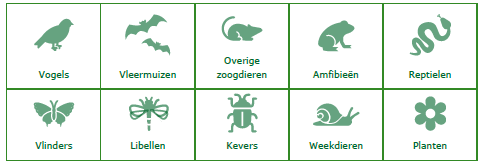 Vogels
Vleermuizen
Overige
zoogdieren
Amfibieën
Reptielen
Vlinders
Libellen
Kevers
Weekdieren
Planten